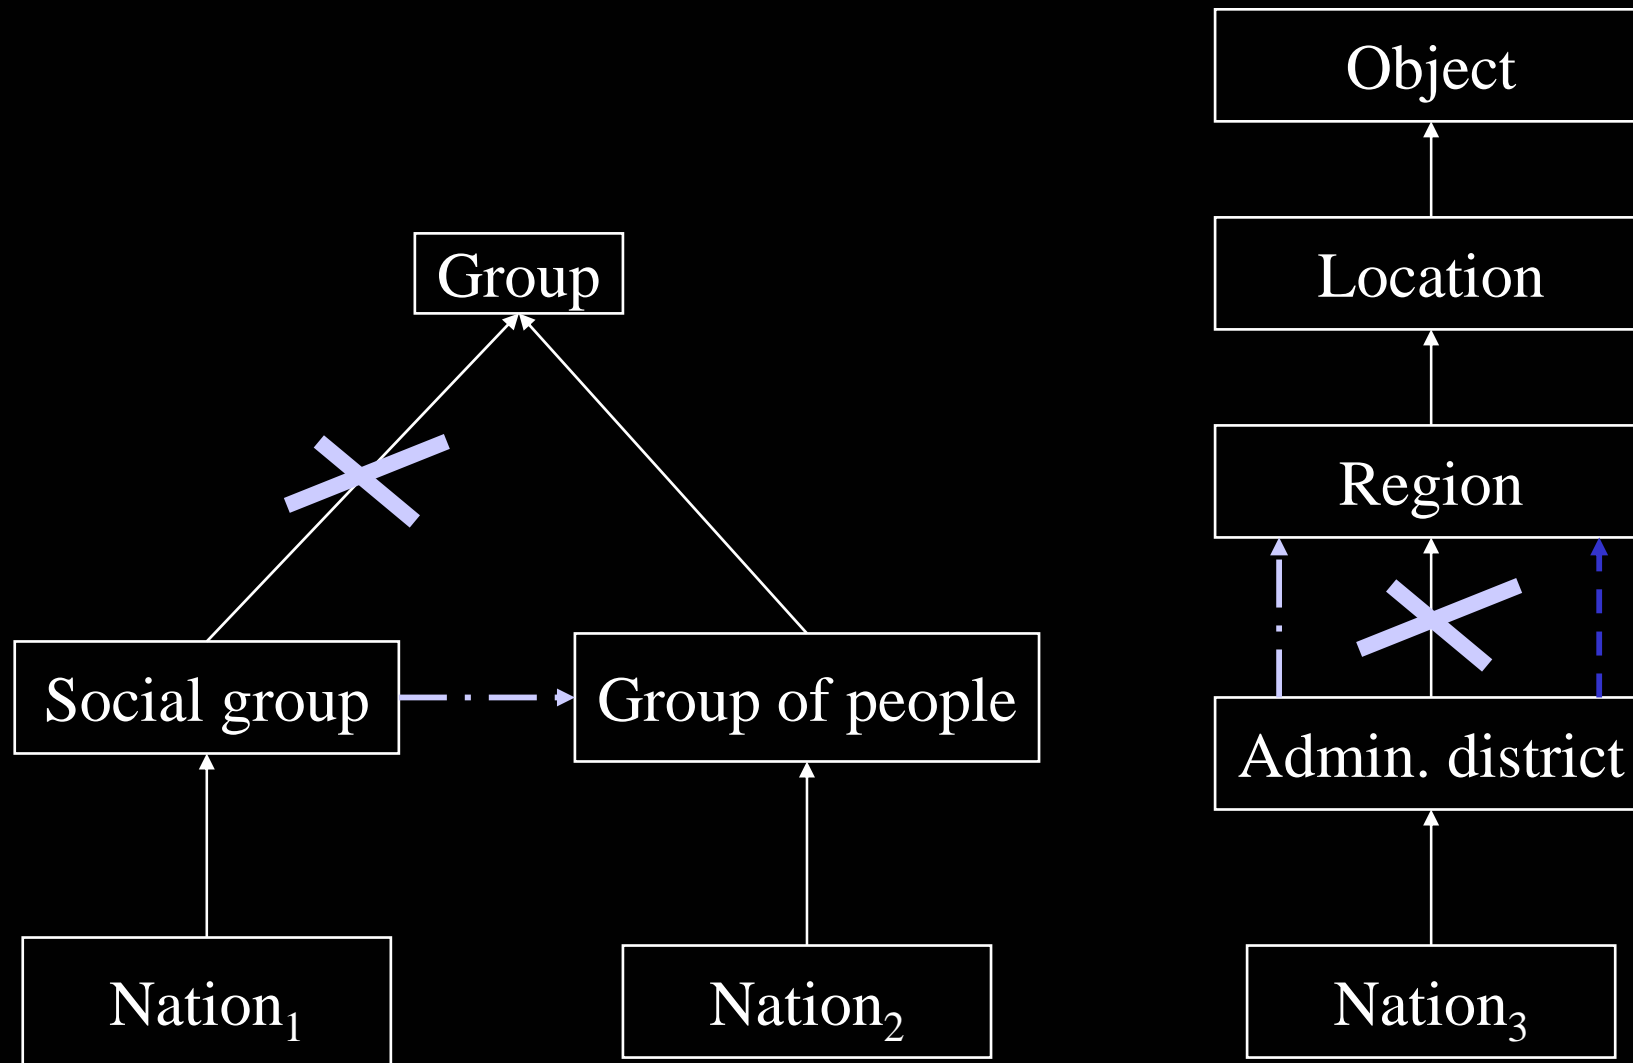 Object
Location
Group
Region
Social group
Group of people
Admin. district
Nation₁
Nation₂
Nation₃